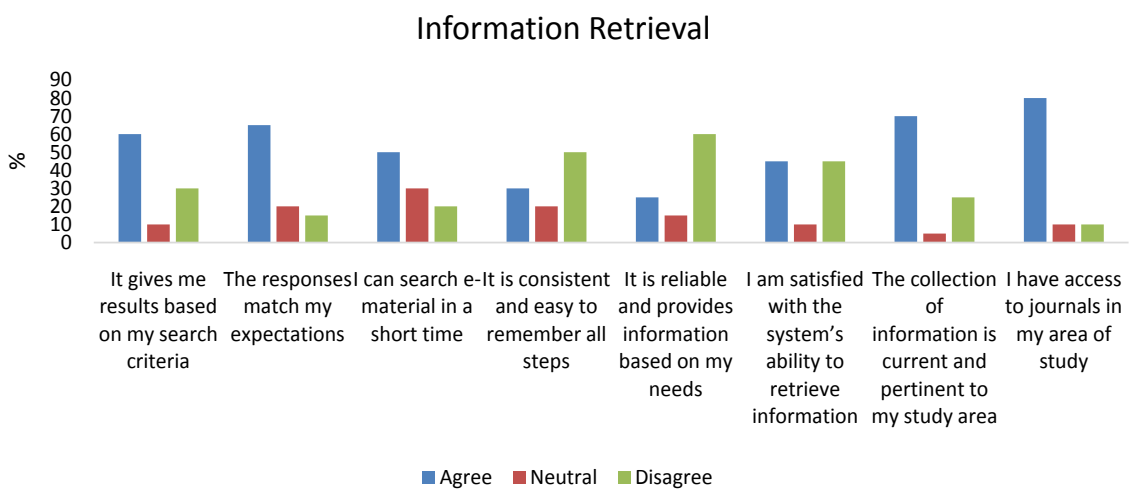 Information Retrieval
%
90
80
70
60
50
40
30
20
10
0
It gives me
results based
on my search
criteria
The responses
match my
expectations
I can search e-
material in a
short time
It is consistent
and easy to
remember all
steps
It is reliable
and provides
information
based on my
needs
I am satisfied
with the
system’s
ability to
retrieve
information
The collection
of
information is
current and
pertinent to
my study area
I have access
to journals in
my area of
study
Agree
Neutral
Disagree